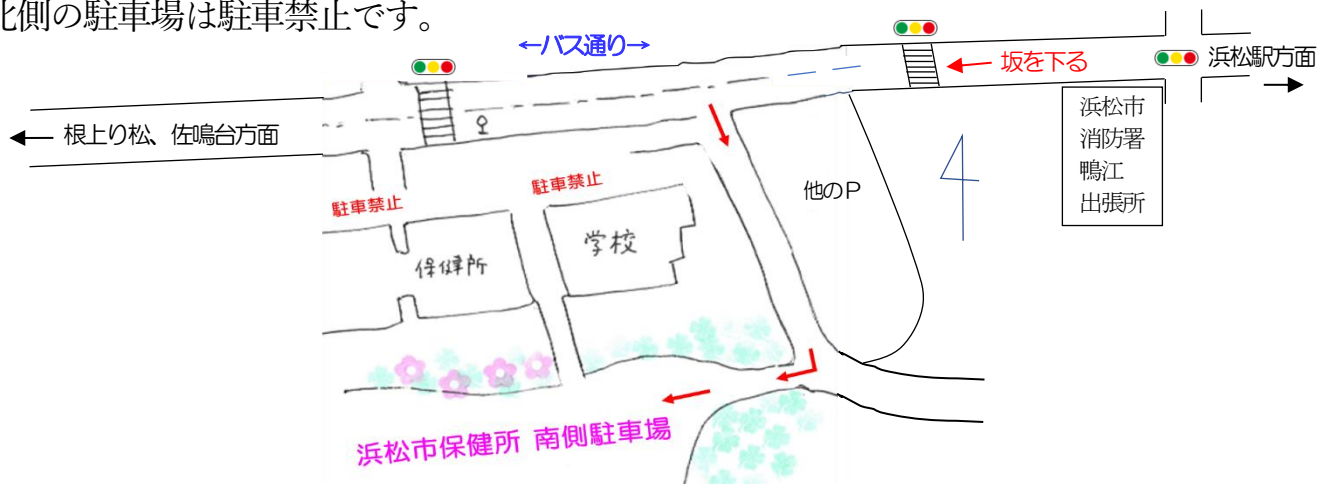 北側の駐車場は駐車禁止です。
←バス通り→
← 坂を下る
浜松駅方面
→
← 根上り松、佐鳴台方面
浜松市
消防署
鴨江
出張所
駐車禁止
駐車禁止
他のP
学校
保健所
浜松市保健所 南側駐車場